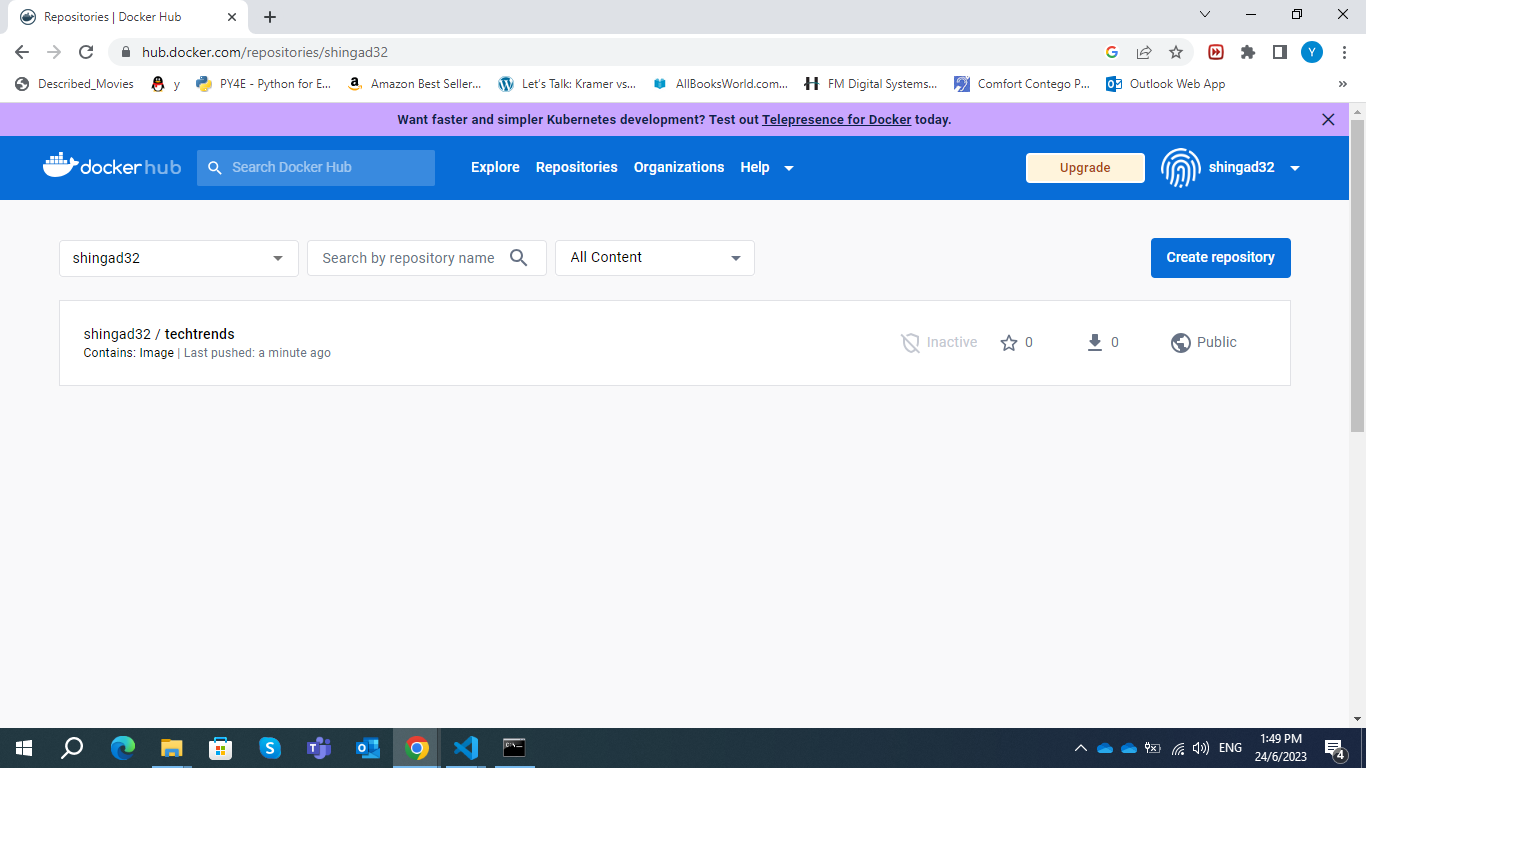 Repositories | Docker Hub
hub.docker.com/repositories/shingad32
Described_Movies y PY4E - Python for E... Amazon Best Seller... Let's Talk: Kramer vs... AllBooksWorld.com... FM Digital Systems... Comfort Contego P... Outlook Web App »
Want faster and simpler Kubernetes development? Test out Telepresence for Docker today.
docker hub Search Docker Hub Explore Repositories Organizations Help Upgrade shingad32
shingad32 Search by repository name All Content Create repository
shingad32 / techtrends
Contains: Image | Last pushed: a minute ago
Inactive 0 0 Public
ENG
1:49 PM
24/6/2023
4